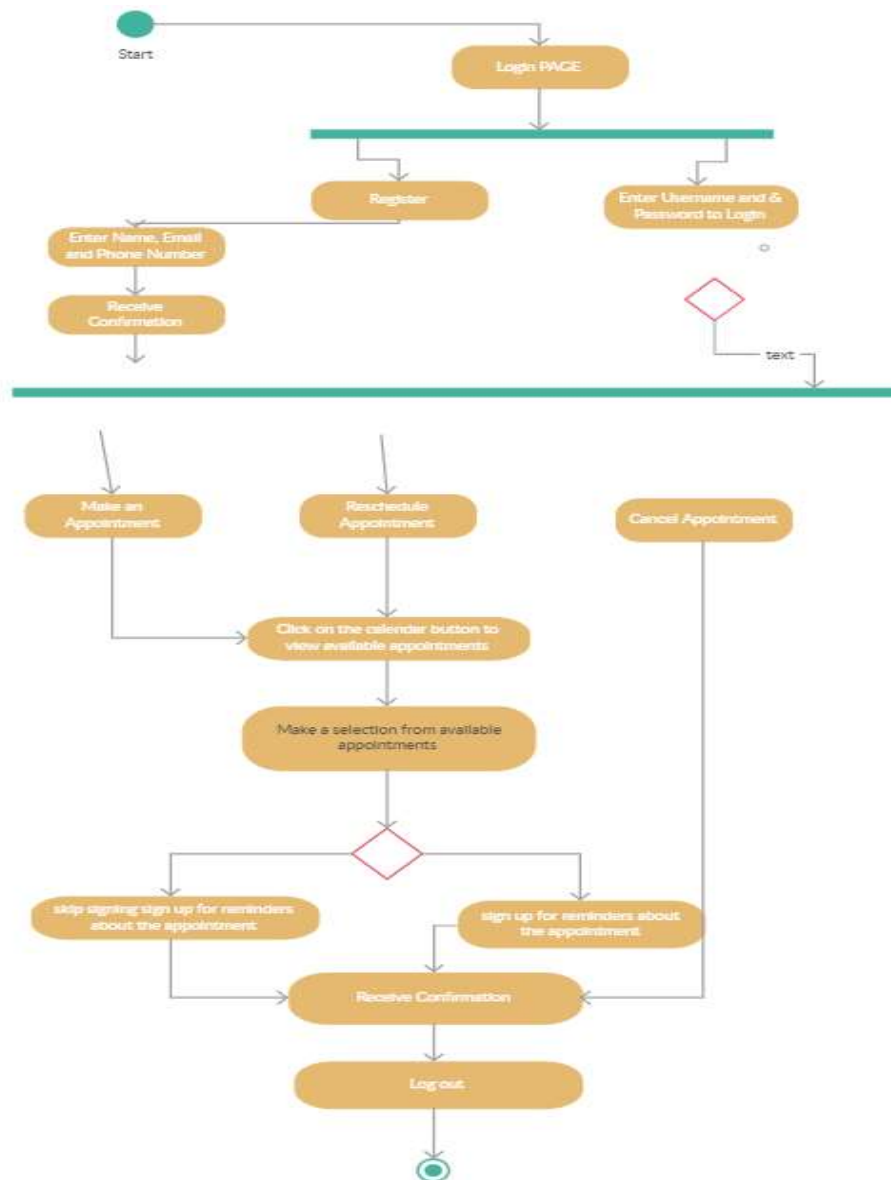 Start
Login PAGE
Register
Enter Username and &
Password to Login
Enter Name, Email
and Phone Number
Receive
Confirmation
text
Make an
Appointment
Reschedule
Appointment
Cancel Appointment
Click on the calendar button to
view available appointments
Make a selection from available
appointments
skip signing sign up for reminders
about the appointment
sign up for reminders about
the appointment
Receive Confirmation
Log out